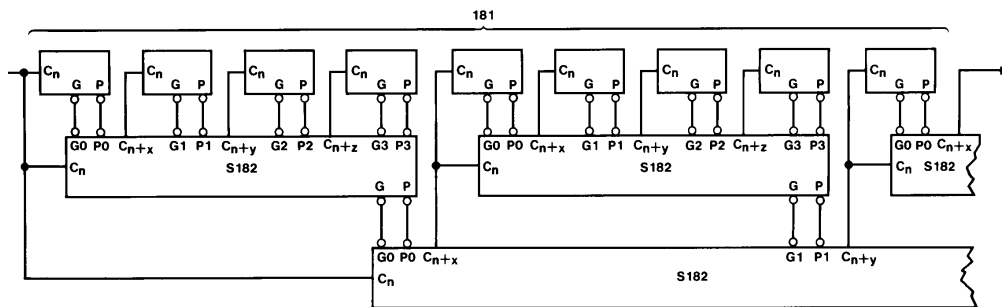 181
Cn G P Cn G P Cn G P Cn G P Cn G P Cn G P Cn G P Cn G P Cn G P
G0 P0 Cn+x G1 P1 Cn+y G2 P2 Cn+z G3 P3 G0 P0 Cn+x G1 P1 Cn+y G2 P2 Cn+z G3 P3 G0 P0 Cn+x
Cn S182 Cn S182 Cn S182
G P G P
G0 P0 Cn+x G1 P1 Cn+y
Cn S182